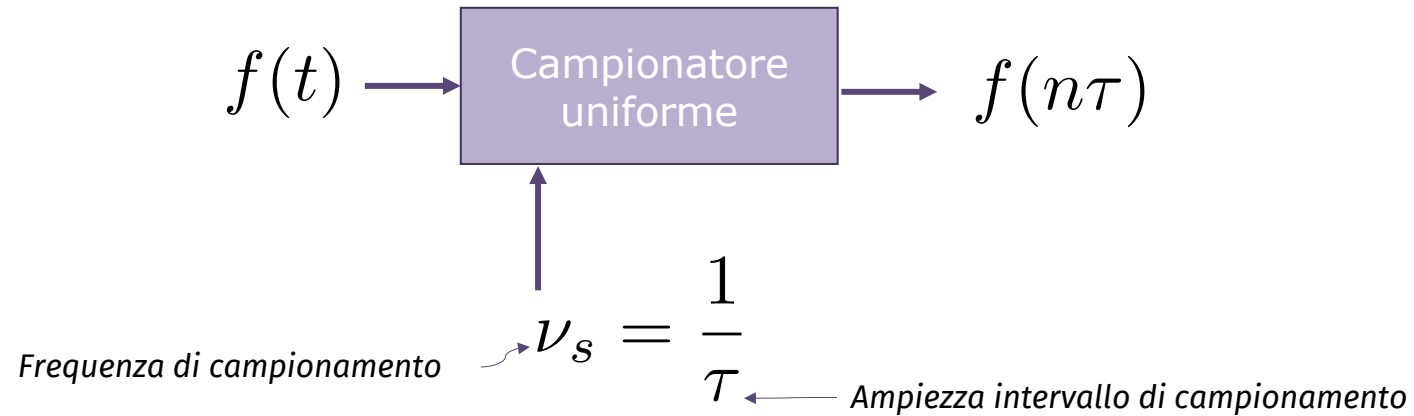 f(t)
Campionatore
uniforme
f(nτ)
ν_s = 1/τ
Frequenza di campionamento
Ampiezza intervallo di campionamento